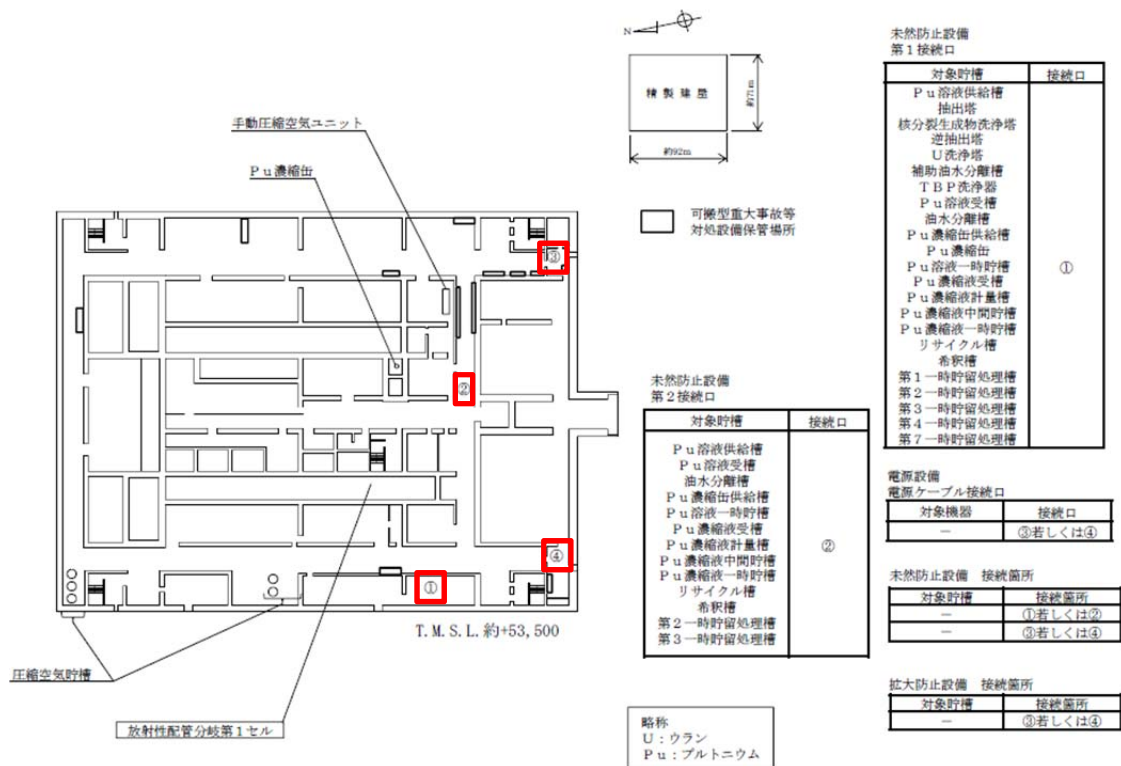 手動圧縮空気ユニット
Ｐｕ濃縮缶
③
②
④
①
T.M.S.L.約+53,500
圧縮空気貯槽
放射性配管分岐第１セル
N
精製建屋
約71m
約92m
可搬型重大事故等
対処設備保管場所
未然防止設備
第２接続口
対象貯槽 接続口
Ｐｕ溶液供給槽
Ｐｕ溶液受槽
油水分離槽
Ｐｕ濃縮缶供給槽
Ｐｕ溶液一時貯槽
Ｐｕ濃縮液受槽
Ｐｕ濃縮液計量槽
Ｐｕ濃縮液中間貯槽
Ｐｕ濃縮液一時貯槽
リサイクル槽
希釈槽
第２一時貯留処理槽
第３一時貯留処理槽
②
略称
Ｕ：ウラン
Ｐｕ：プルトニウム
未然防止設備
第１接続口
対象貯槽 接続口
Ｐｕ溶液供給槽
抽出塔
核分裂生成物洗浄塔
逆抽出塔
Ｕ洗浄塔
補助油水分離槽
ＴＢＰ洗浄器
Ｐｕ溶液受槽
油水分離槽
Ｐｕ濃縮缶供給槽
Ｐｕ濃縮缶
Ｐｕ溶液一時貯槽
Ｐｕ濃縮液受槽
Ｐｕ濃縮液計量槽
Ｐｕ濃縮液中間貯槽
Ｐｕ濃縮液一時貯槽
リサイクル槽
希釈槽
第１一時貯留処理槽
第２一時貯留処理槽
第３一時貯留処理槽
第４一時貯留処理槽
第７一時貯留処理槽
①
電源設備
電源ケーブル接続口
対象機器 接続口
－ ③若しくは④
未然防止設備 接続箇所
対象貯槽 接続箇所
－ ①若しくは②
－ ③若しくは④
拡大防止設備 接続箇所
対象貯槽 接続箇所
－ ③若しくは④